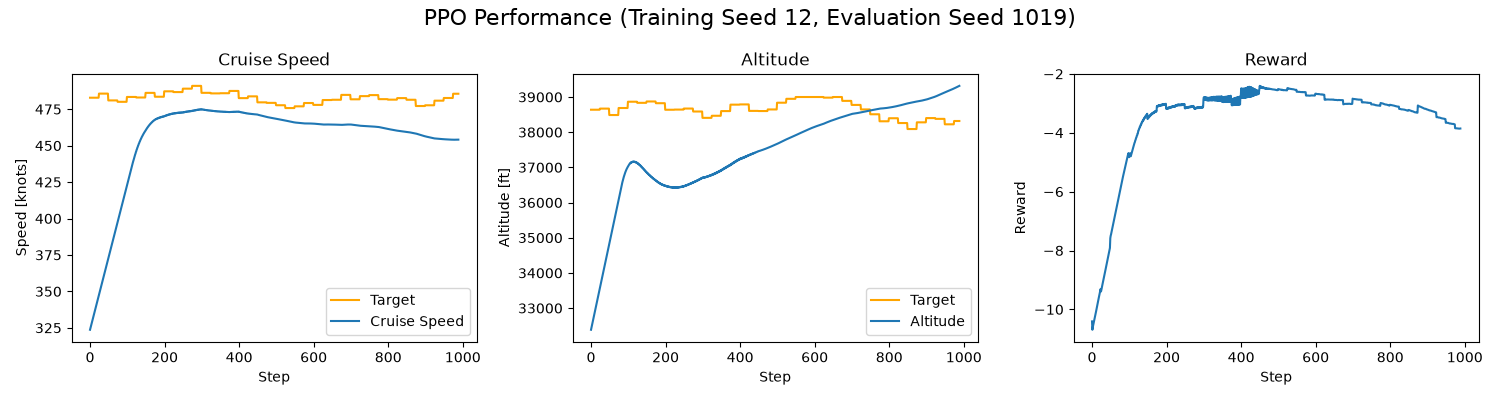 PPO Performance (Training Seed 12, Evaluation Seed 1019)
Cruise Speed
Speed [knots]
475
450
425
400
375
350
325
0 200 400 600 800 1000
Step
Target
Cruise Speed
Altitude
Altitude [ft]
39000
38000
37000
36000
35000
34000
33000
0 200 400 600 800 1000
Step
Target
Altitude
Reward
Reward
−2
−4
−6
−8
−10
0 200 400 600 800 1000
Step